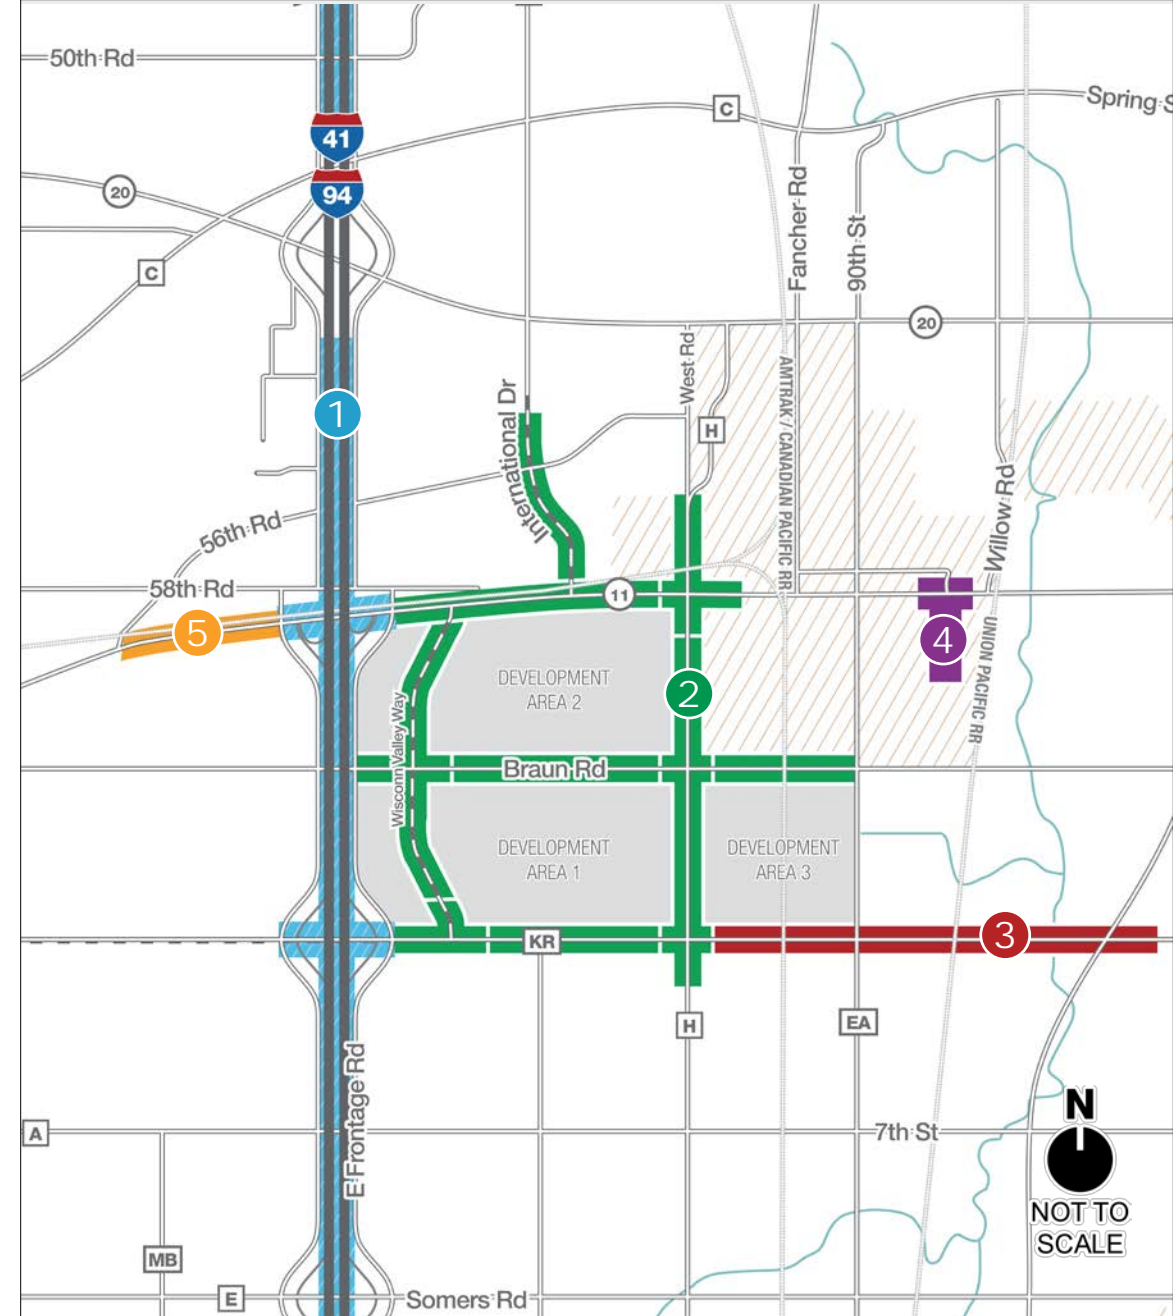 50th Rd
41
94
C
Spring S
20
C
Fancher Rd
90th St
20
West Rd
1
International Dr
H
AMTRAK / CANADIAN PACIFIC RR
56th Rd
Willow Rd
58th Rd
11
5
4
UNION PACIFIC RR
DEVELOPMENT
AREA 2
2
Wisconn Valley Way
Braun Rd
DEVELOPMENT
AREA 1
DEVELOPMENT
AREA 3
KR
3
H
EA
E Frontage Rd
A
7th St
N
NOT TO
SCALE
MB
E
Somers Rd